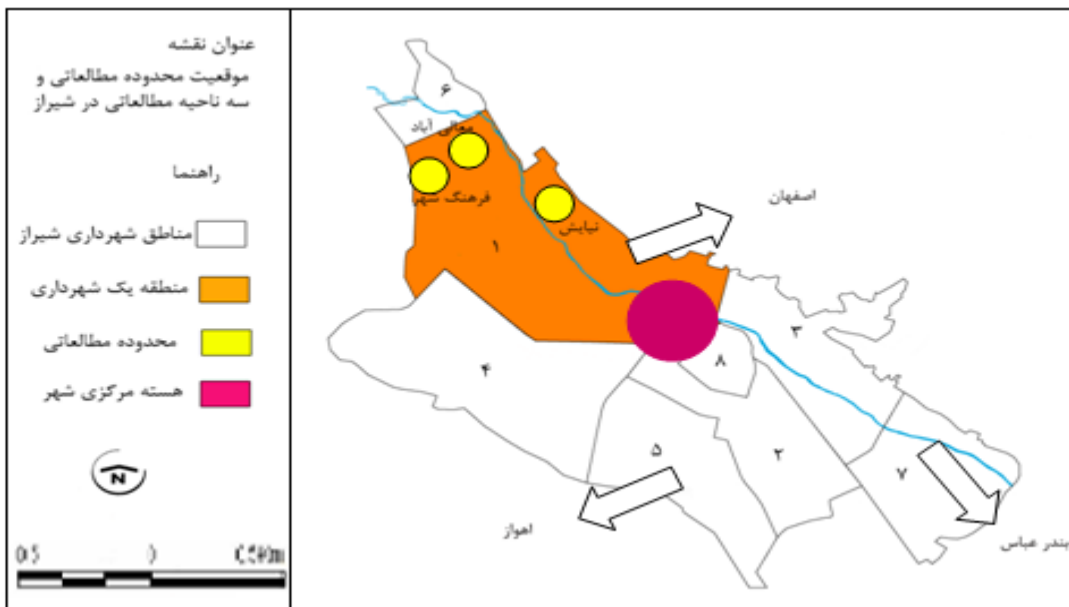 عنوان نقشه
موقعیت محدوده مطالعاتی و
سه ناحیه مطالعاتی در شیراز
راهنما
مناطق شهرداری شیراز
منطقه یک شهرداری
محدوده مطالعاتی
هسته مرکزی شهر
N
0
۶
معالی آباد
فرهنگ شهر
نیایش
اصفهان
۱
۳
۴
۸
۵
۲
۷
اهواز
بندر عباس